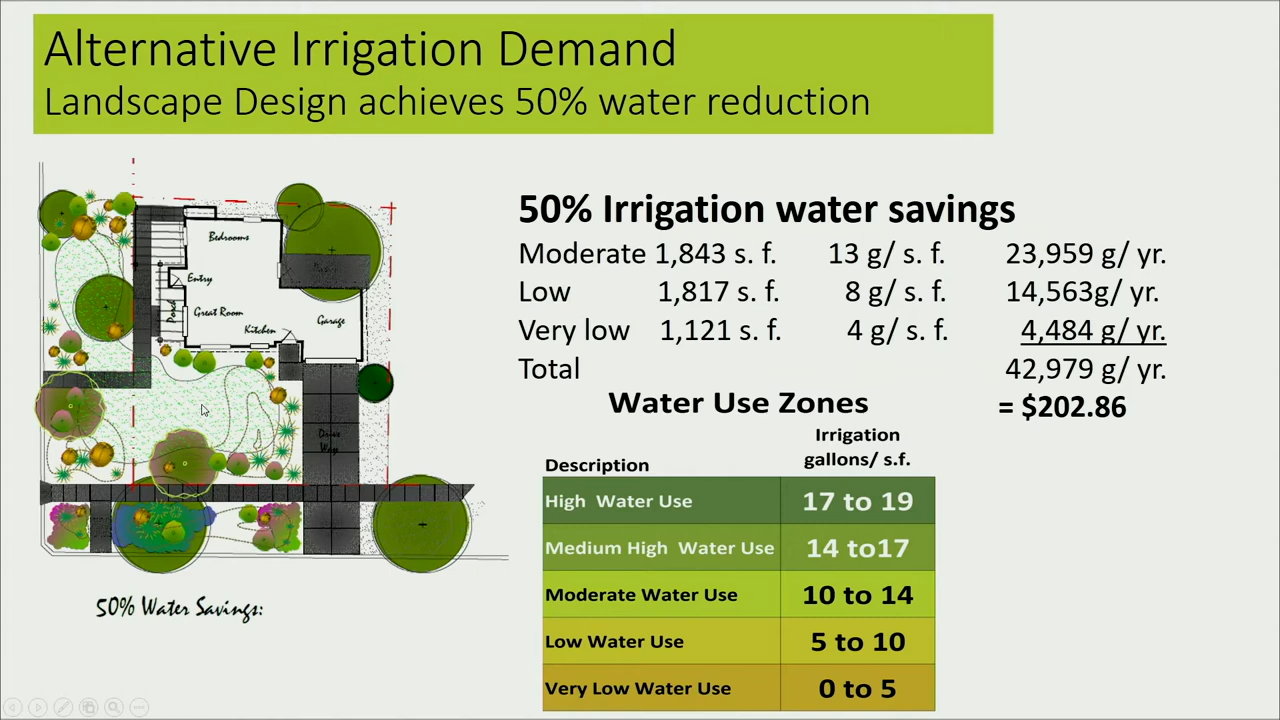 Alternative Irrigation Demand
Landscape Design achieves 50% water reduction
Bedrooms
Entry
Great Room
Kitchen
Garage
Drive
Way
50% Water Savings:
50% Irrigation water savings
Moderate 1,843 s. f. 13 g/ s. f. 23,959 g/ yr.
Low 1,817 s. f. 8 g/ s. f. 14,563g/ yr.
Very low 1,121 s. f. 4 g/ s. f. 4,484 g/ yr.
Total 42,979 g/ yr.
= $202.86
Water Use Zones
Description Irrigation gallons/ s.f.
High Water Use 17 to 19
Medium High Water Use 14 to17
Moderate Water Use 10 to 14
Low Water Use 5 to 10
Very Low Water Use 0 to 5